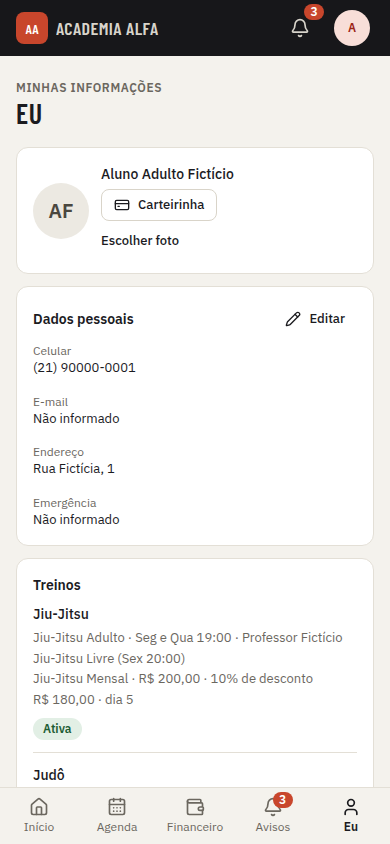 AA ACADEMIA ALFA
3
A
MINHAS INFORMAÇÕES
EU
AF
Aluno Adulto Fictício
Carteirinha
Escolher foto
Dados pessoais
Editar
Celular
(21) 90000-0001
E-mail
Não informado
Endereço
Rua Fictícia, 1
Emergência
Não informado
Treinos
Jiu-Jitsu
Jiu-Jitsu Adulto · Seg e Qua 19:00 · Professor Fictício
Jiu-Jitsu Livre (Sex 20:00)
Jiu-Jitsu Mensal · R$ 200,00 · 10% de desconto
R$ 180,00 · dia 5
Ativa
Judô
3
Início Agenda Financeiro Avisos Eu